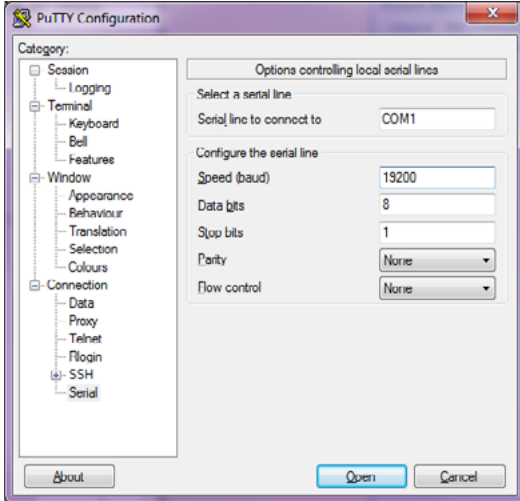 PuTTY Configuration
Category:
Session
Logging
Terminal
Keyboard
Bell
Features
Window
Appearance
Behaviour
Translation
Selection
Colours
Connection
Data
Proxy
Telnet
Rlogin
SSH
Serial
Options controlling local serial lines
Select a serial line
Serial line to connect to COM1
Configure the serial line
Speed (baud) 19200
Data bits 8
Stop bits 1
Parity None
Flow control None
About Open Cancel